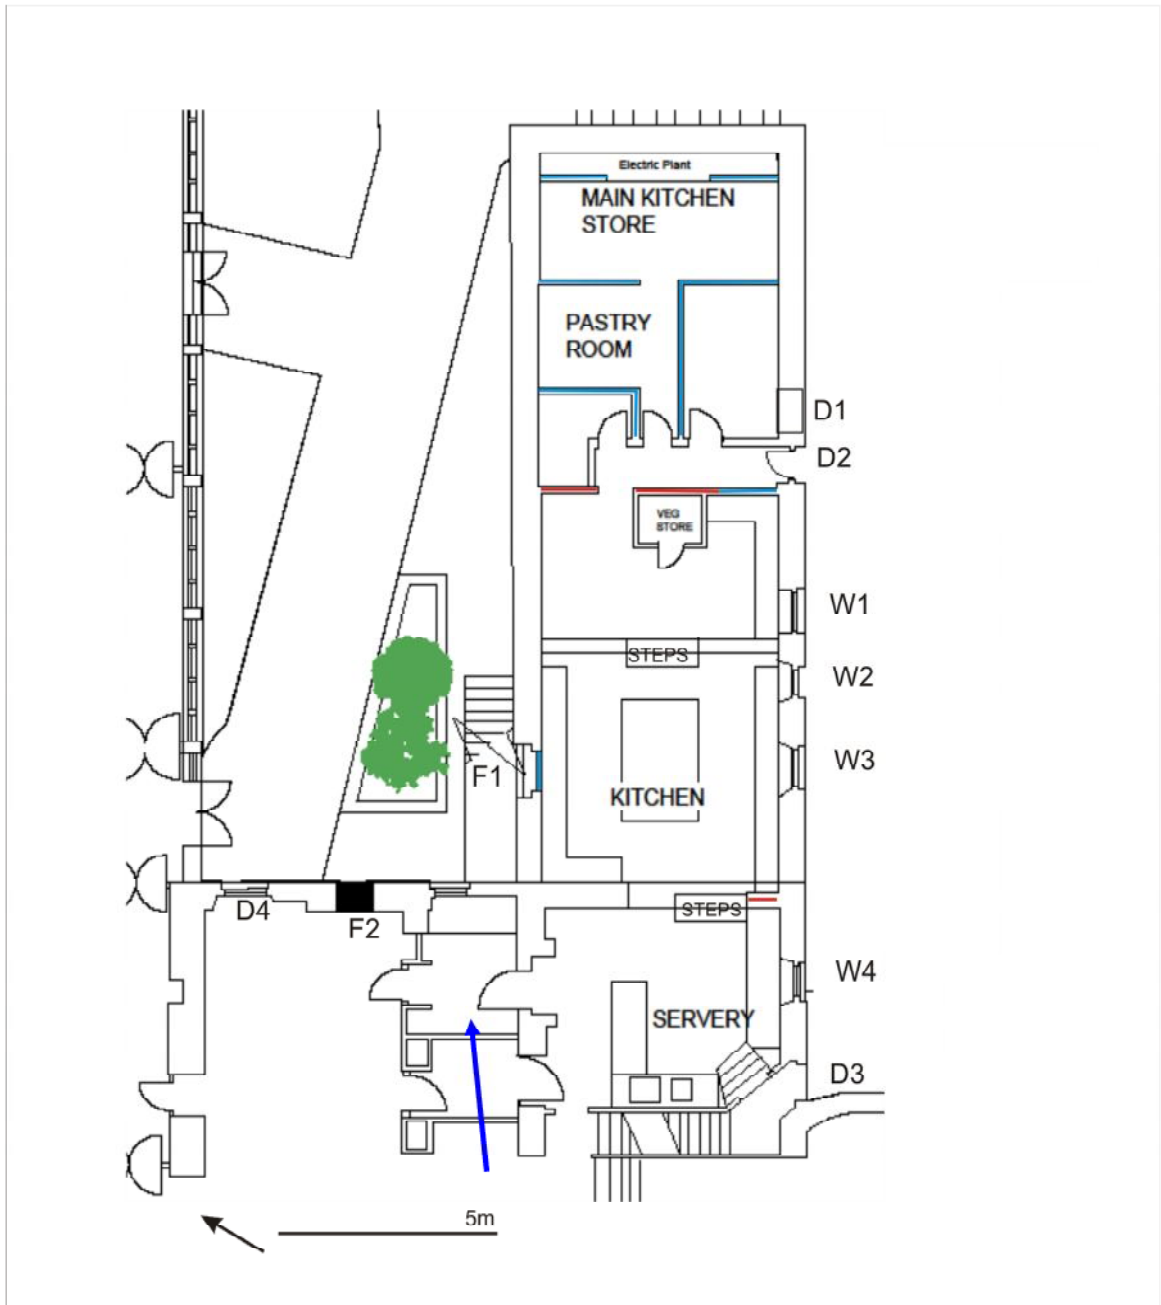 Electric Plant
MAIN KITCHEN
STORE
PASTRY
ROOM
D1
D2
VEG
STORE
W1
STEPS
W2
W3
F1
KITCHEN
D4
F2
STEPS
W4
SERVERY
D3
5m